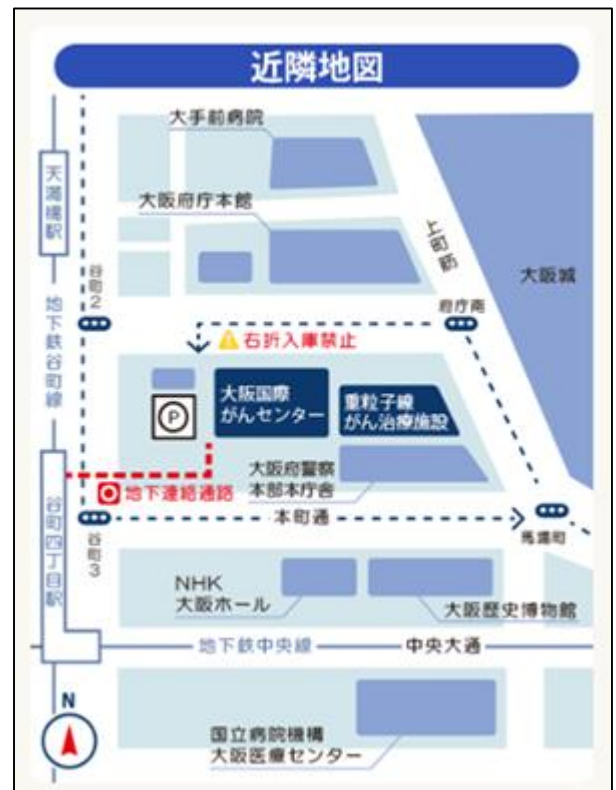 近隣地図
大手前病院
天満橋駅
大阪府庁本館
上町筋
大阪城
谷町2
府庁南
地下鉄谷町線
⚠右折入庫禁止
大阪国際
がんセンター
重粒子線
がん治療施設
P
大阪府警察
本部本庁舎
地下連絡通路
本町通
谷町四丁目駅
谷町3
馬場町
NHK
大阪ホール
大阪歴史博物館
地下鉄中央線
中央大通
N
国立病院機構
大阪医療センター